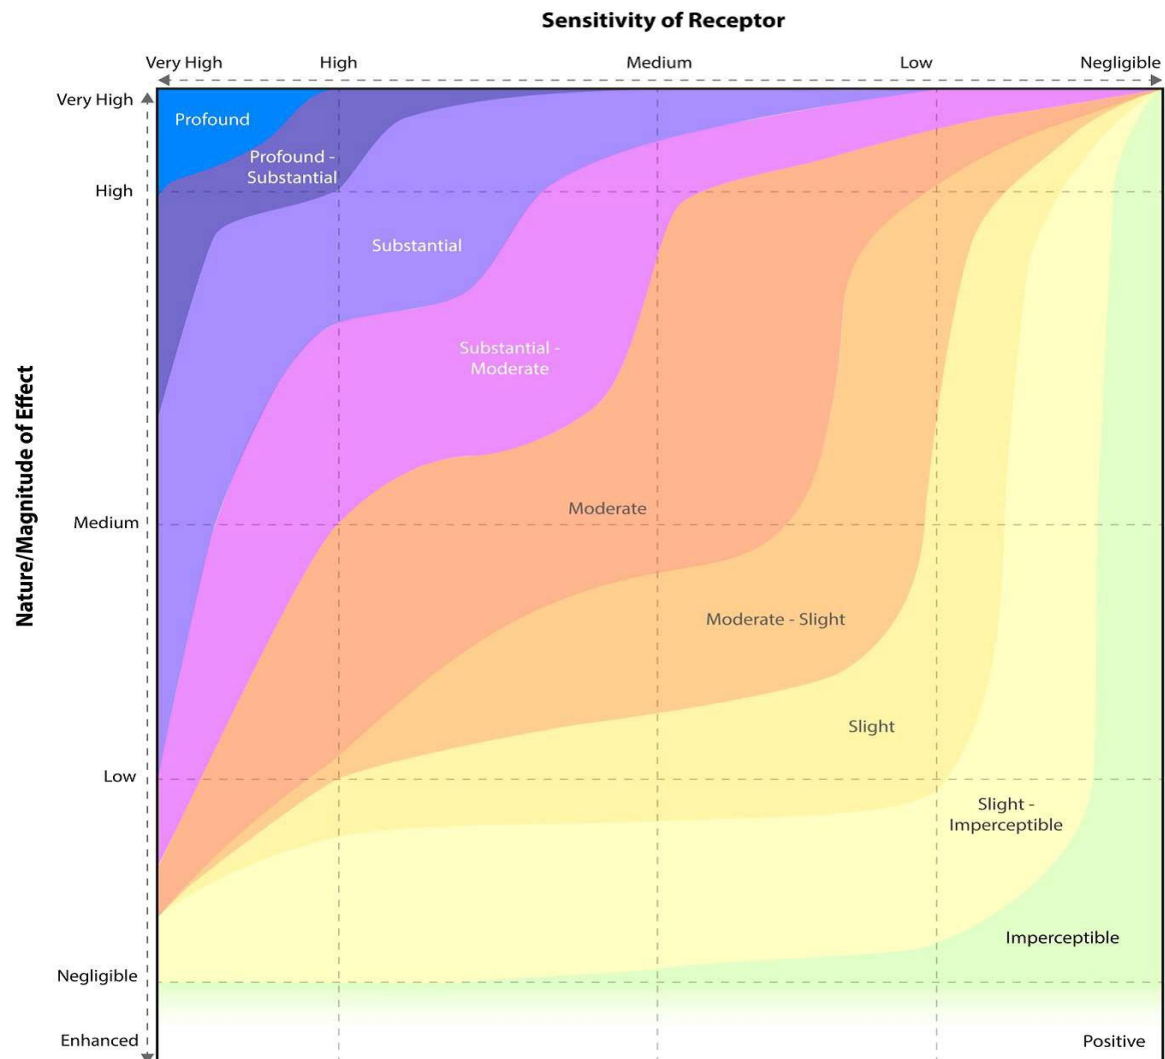 Sensitivity of Receptor
Very High High Medium Low Negligible
Very High
Profound
Profound -
Substantial
High
Substantial
Substantial -
Moderate
Nature/Magnitude of Effect
Moderate
Medium
Moderate - Slight
Slight
Low
Slight -
Imperceptible
Imperceptible
Negligible
Enhanced
Positive